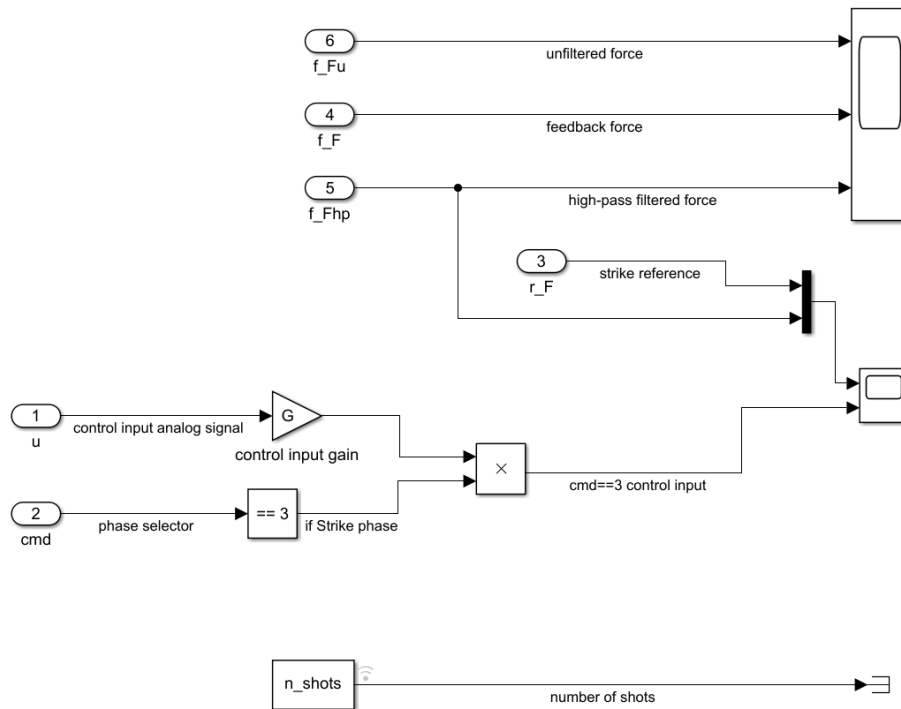 6
f_Fu
unfiltered force
4
f_F
feedback force
5
f_Fhp
high-pass filtered force
3
r_F
strike reference
1
u
control input analog signal
G
control input gain
×
cmd==3 control input
2
cmd
phase selector
== 3
if Strike phase
n_shots
number of shots